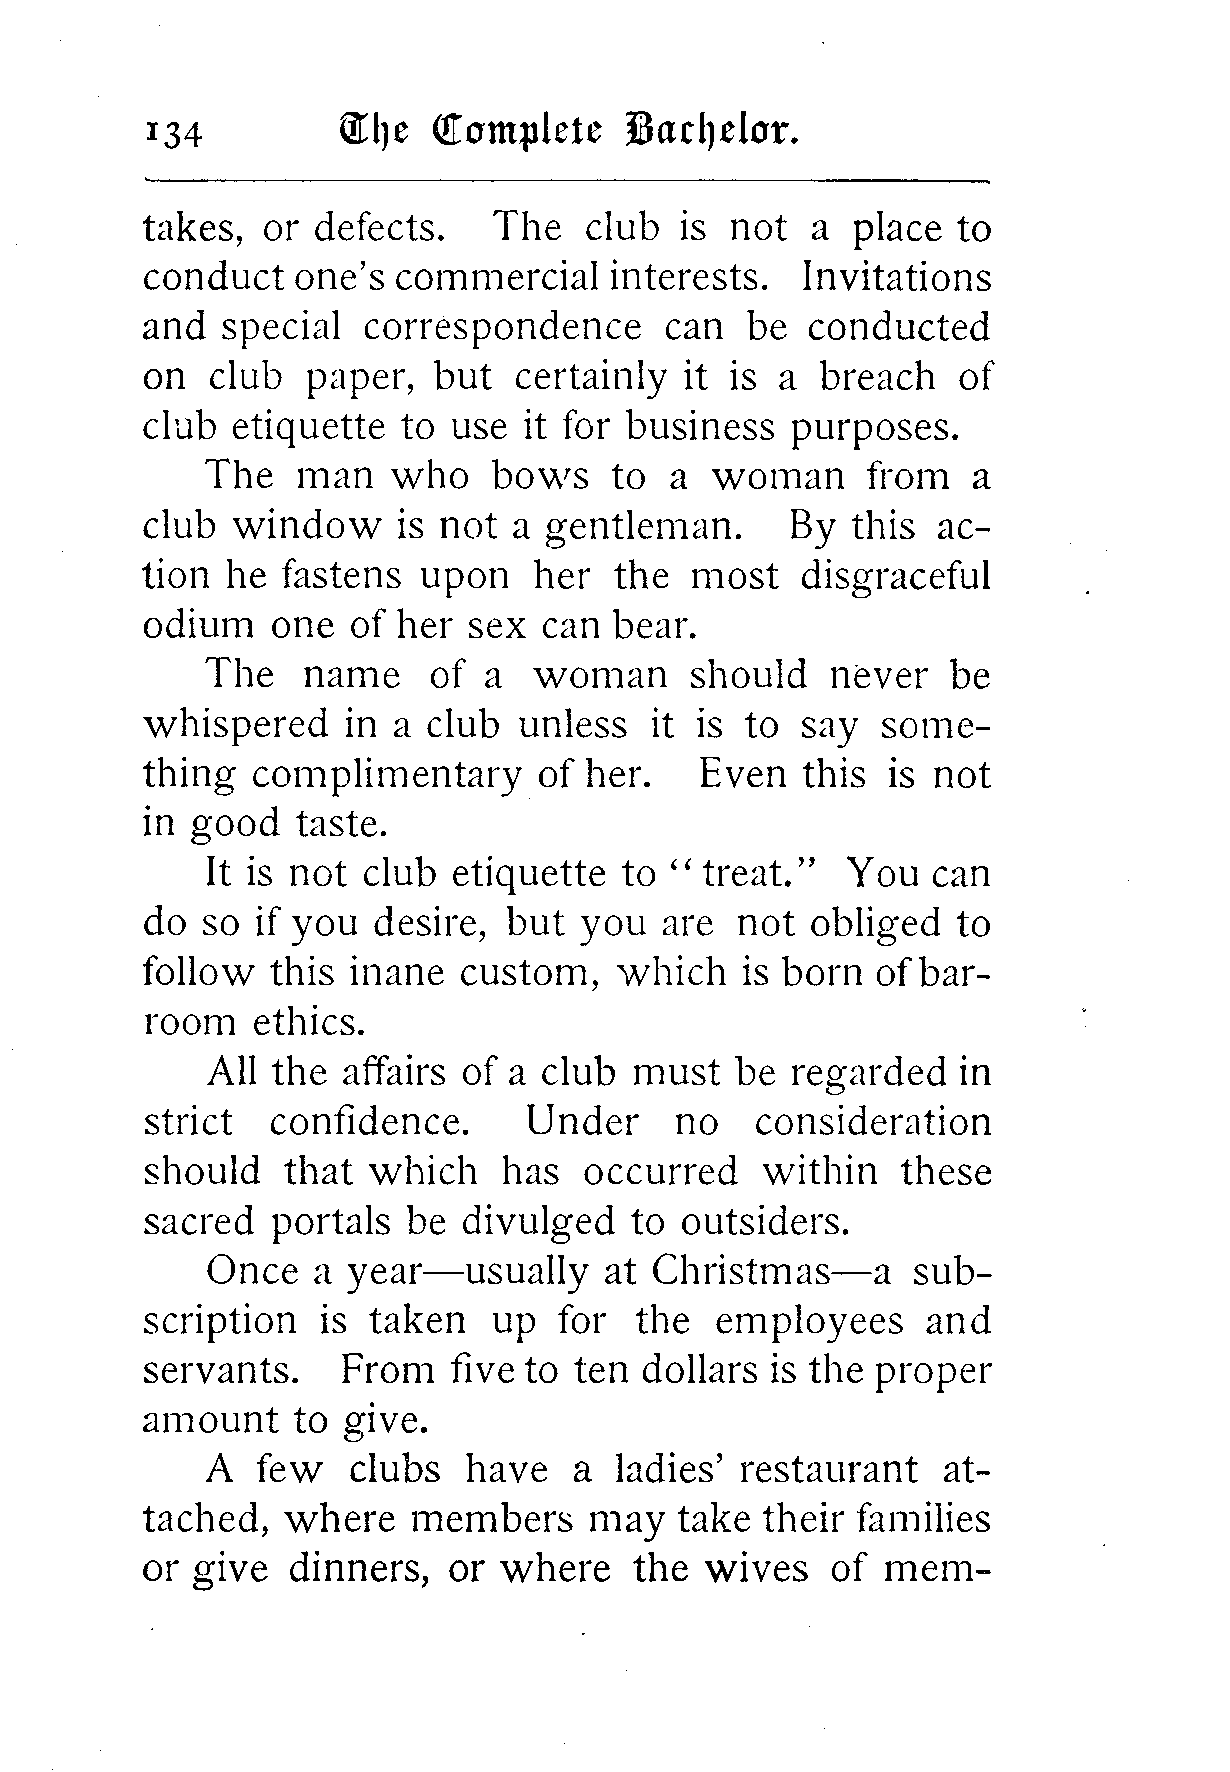 134 The Complete Bachelor.
takes, or defects. The club is not a place to
conduct one's commercial interests. Invitations
and special correspondence can be conducted
on club paper, but certainly it is a breach of
club etiquette to use it for business purposes.
The man who bows to a woman from a
club window is not a gentleman. By this ac-
tion he fastens upon her the most disgraceful
odium one of her sex can bear.
The name of a woman should never be
whispered in a club unless it is to say some-
thing complimentary of her. Even this is not
in good taste.
It is not club etiquette to “ treat.” You can
do so if you desire, but you are not obliged to
follow this inane custom, which is born of bar-
room ethics.
All the affairs of a club must be regarded in
strict confidence. Under no consideration
should that which has occurred within these
sacred portals be divulged to outsiders.
Once a year—usually at Christmas—a sub-
scription is taken up for the employees and
servants. From five to ten dollars is the proper
amount to give.
A few clubs have a ladies' restaurant at-
tached, where members may take their families
or give dinners, or where the wives of mem-